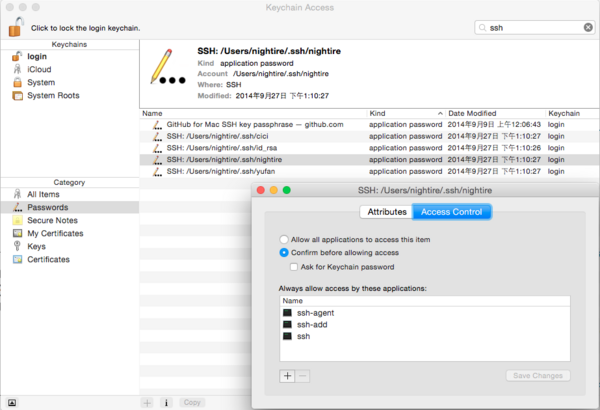 Keychain Access
Click to lock the login keychain.
ssh
Keychains
login
iCloud
System
System Roots
SSH: /Users/nightire/.ssh/nightire
Kind application password
Account /Users/nightire/.ssh/nightire
Where: SSH
Modified: 2014年9月27日 下午1:10:27
Name Kind Date Modified Keychain
GitHub for Mac SSH key passphrase — github.com application password 2014年9月9日 上午12:06:43 login
SSH: /Users/nightire/.ssh/cici application password 2014年9月27日 下午1:10:27 login
SSH: /Users/nightire/.ssh/id_rsa application password 2014年9月27日 下午1:10:26 login
SSH: /Users/nightire/.ssh/nightire application password 2014年9月27日 下午1:10:27 login
SSH: /Users/nightire/.ssh/yufan application password 2014年9月27日 下午1:10:27 login
Category
All Items
Passwords
Secure Notes
My Certificates
Keys
Certificates
SSH: /Users/nightire/.ssh/nightire
Attributes Access Control
Allow all applications to access this item
Confirm before allowing access
Ask for Keychain password
Always allow access by these applications:
Name
ssh-agent
ssh-add
ssh
+ −
Save Changes
+ i Copy